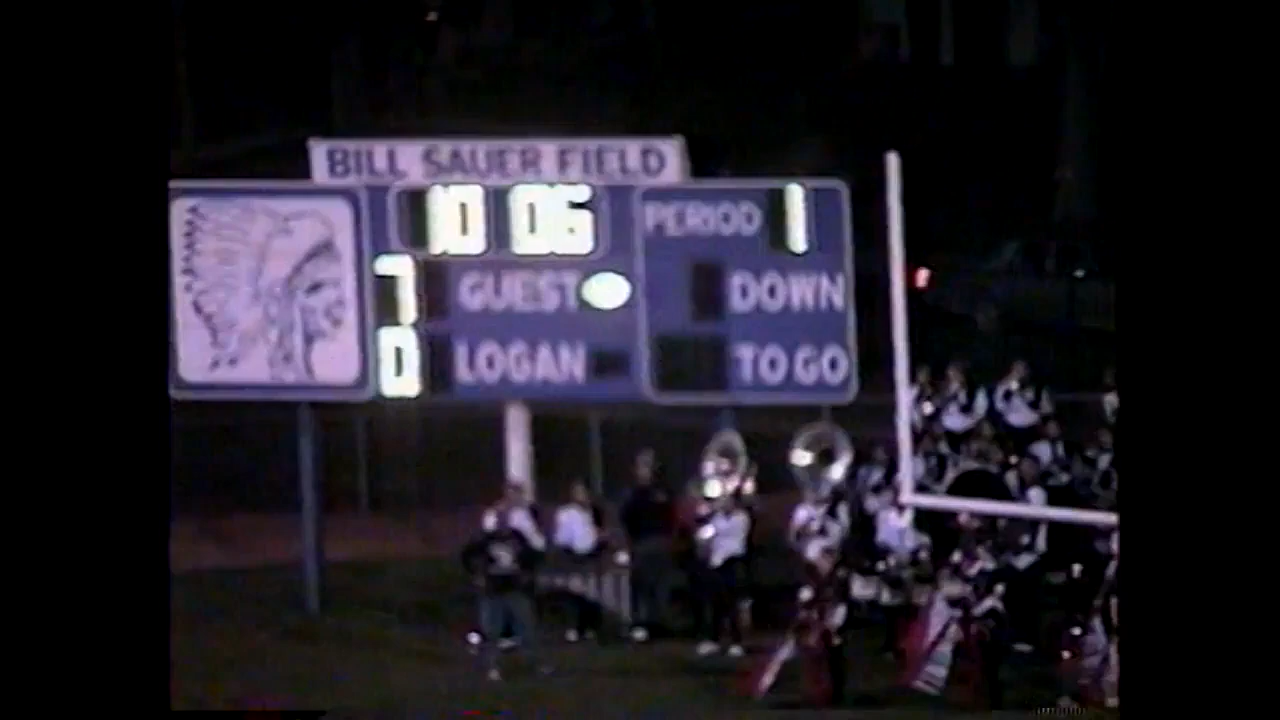 BILL SAUER FIELD
10 06
PERIOD 1
7 GUEST
DOWN
0 LOGAN
TO GO